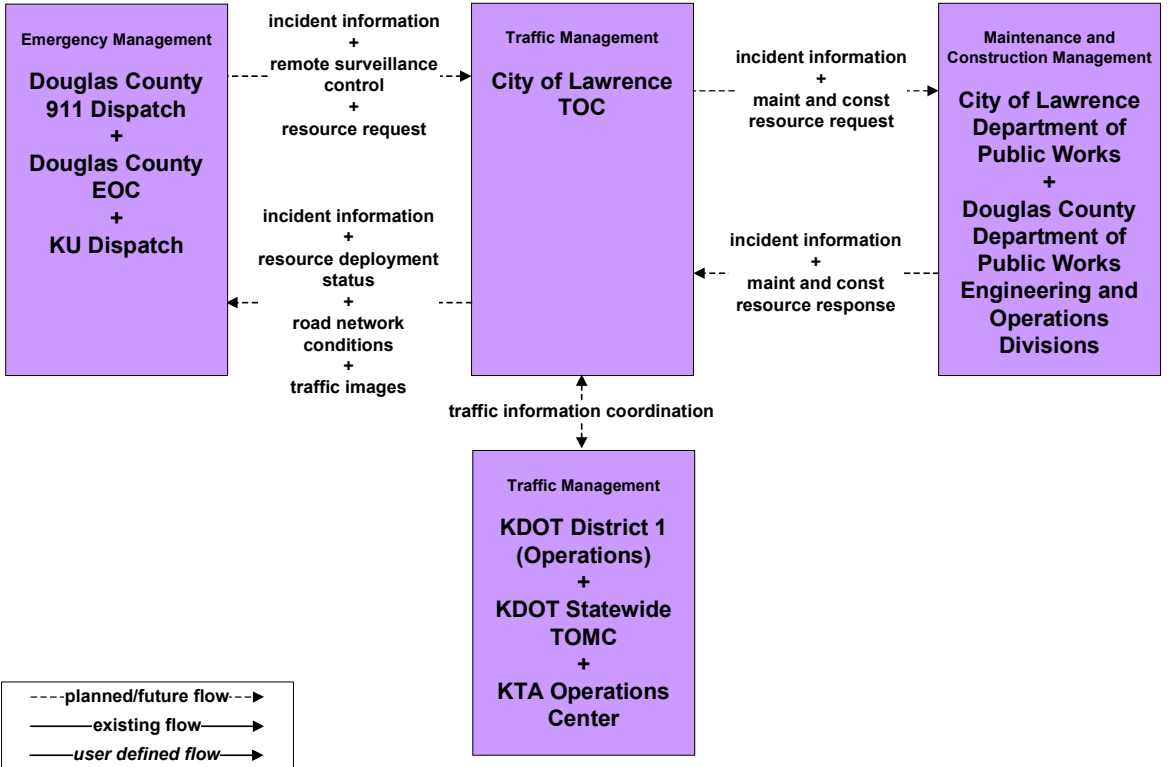 Emergency Management
Douglas County
911 Dispatch
+
Douglas County
EOC
+
KU Dispatch
incident information
+
remote surveillance
control
+
resource request
incident information
+
resource deployment
status
+
road network
conditions
+
traffic images
Traffic Management
City of Lawrence
TOC
incident information
+
maint and const
resource request
incident information
+
maint and const
resource response
Maintenance and
Construction Management
City of Lawrence
Department of
Public Works
+
Douglas County
Department of
Public Works
Engineering and
Operations
Divisions
traffic information coordination
Traffic Management
KDOT District 1
(Operations)
+
KDOT Statewide
TOMC
+
KTA Operations
Center
planned/future flow
existing flow
user defined flow